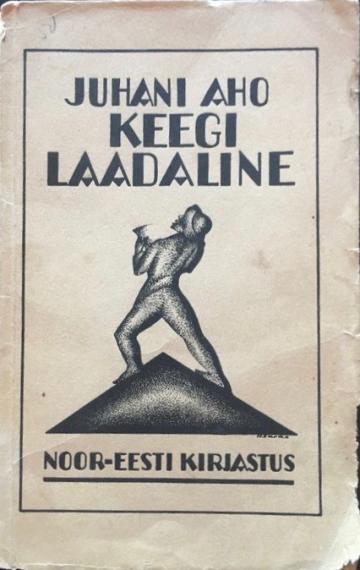 JUHANI AHO
KEEGI
LAADALINE
NOOR-EESTI KIRJASTUS